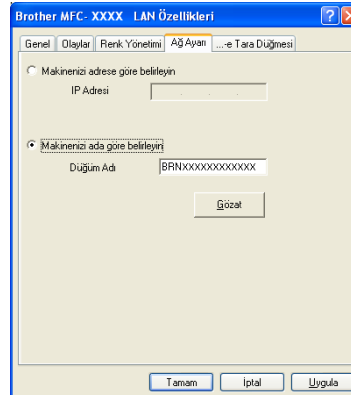 Brother MFC- XXXX LAN Özellikleri
Genel Olaylar Renk Yönetimi Ağ Ayarı ...-e Tara Düğmesi
Makinenizi adrese göre belirleyin
IP Adresi
Makinenizi ada göre belirleyin
Düğüm Adı BRNXXXXXXXXXXXX
Gözat
Tamam İptal Uygula